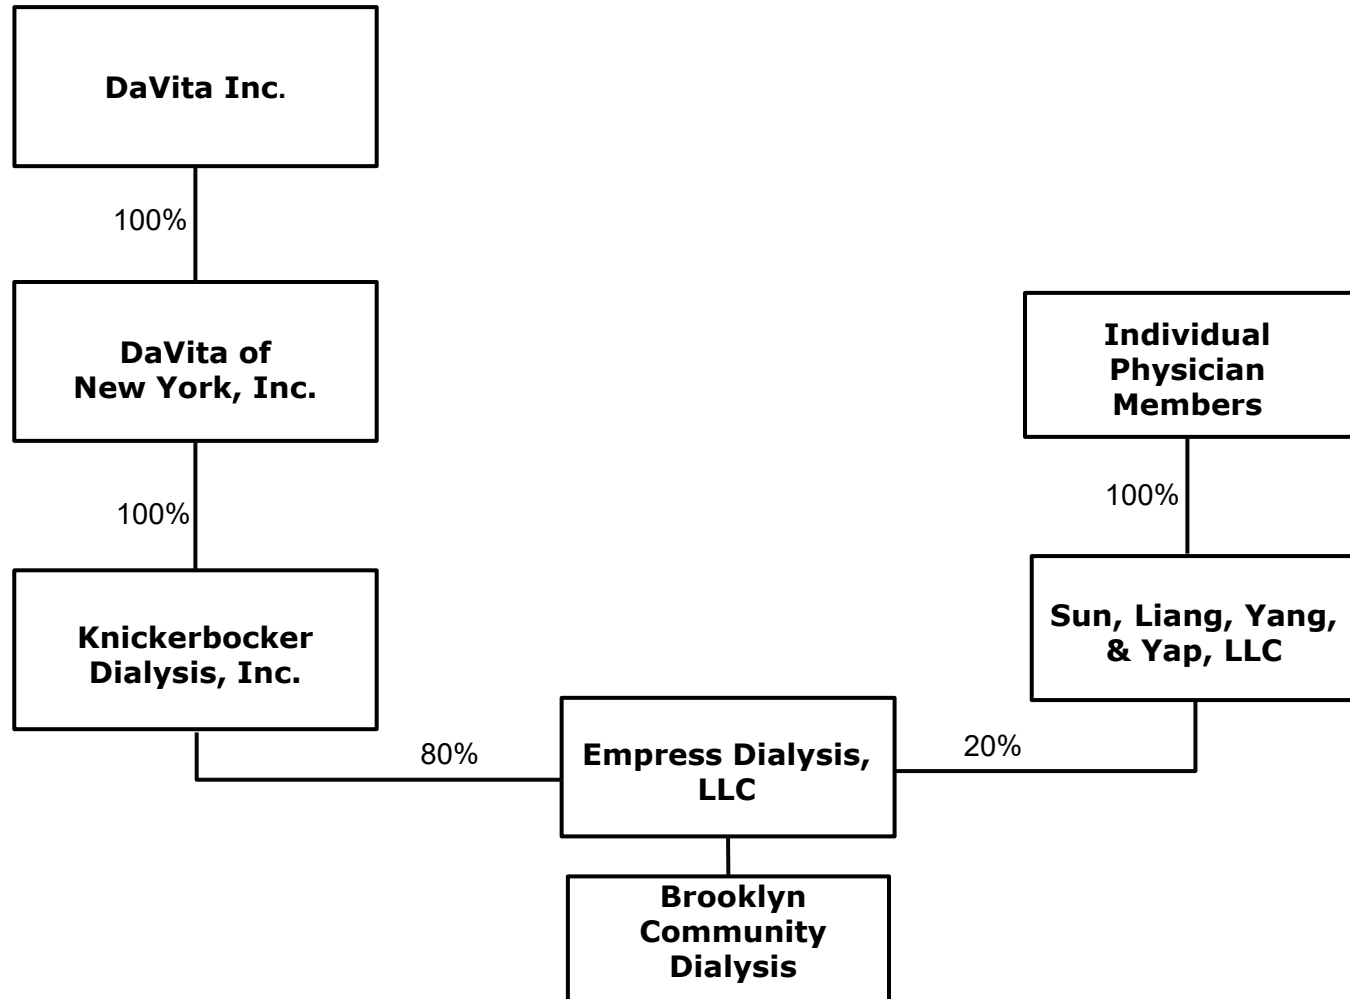 DaVita Inc.
100%
DaVita of
New York, Inc.
100%
Knickerbocker
Dialysis, Inc.
80%
Individual
Physician
Members
100%
Sun, Liang, Yang,
& Yap, LLC
20%
Empress Dialysis,
LLC
Brooklyn
Community
Dialysis